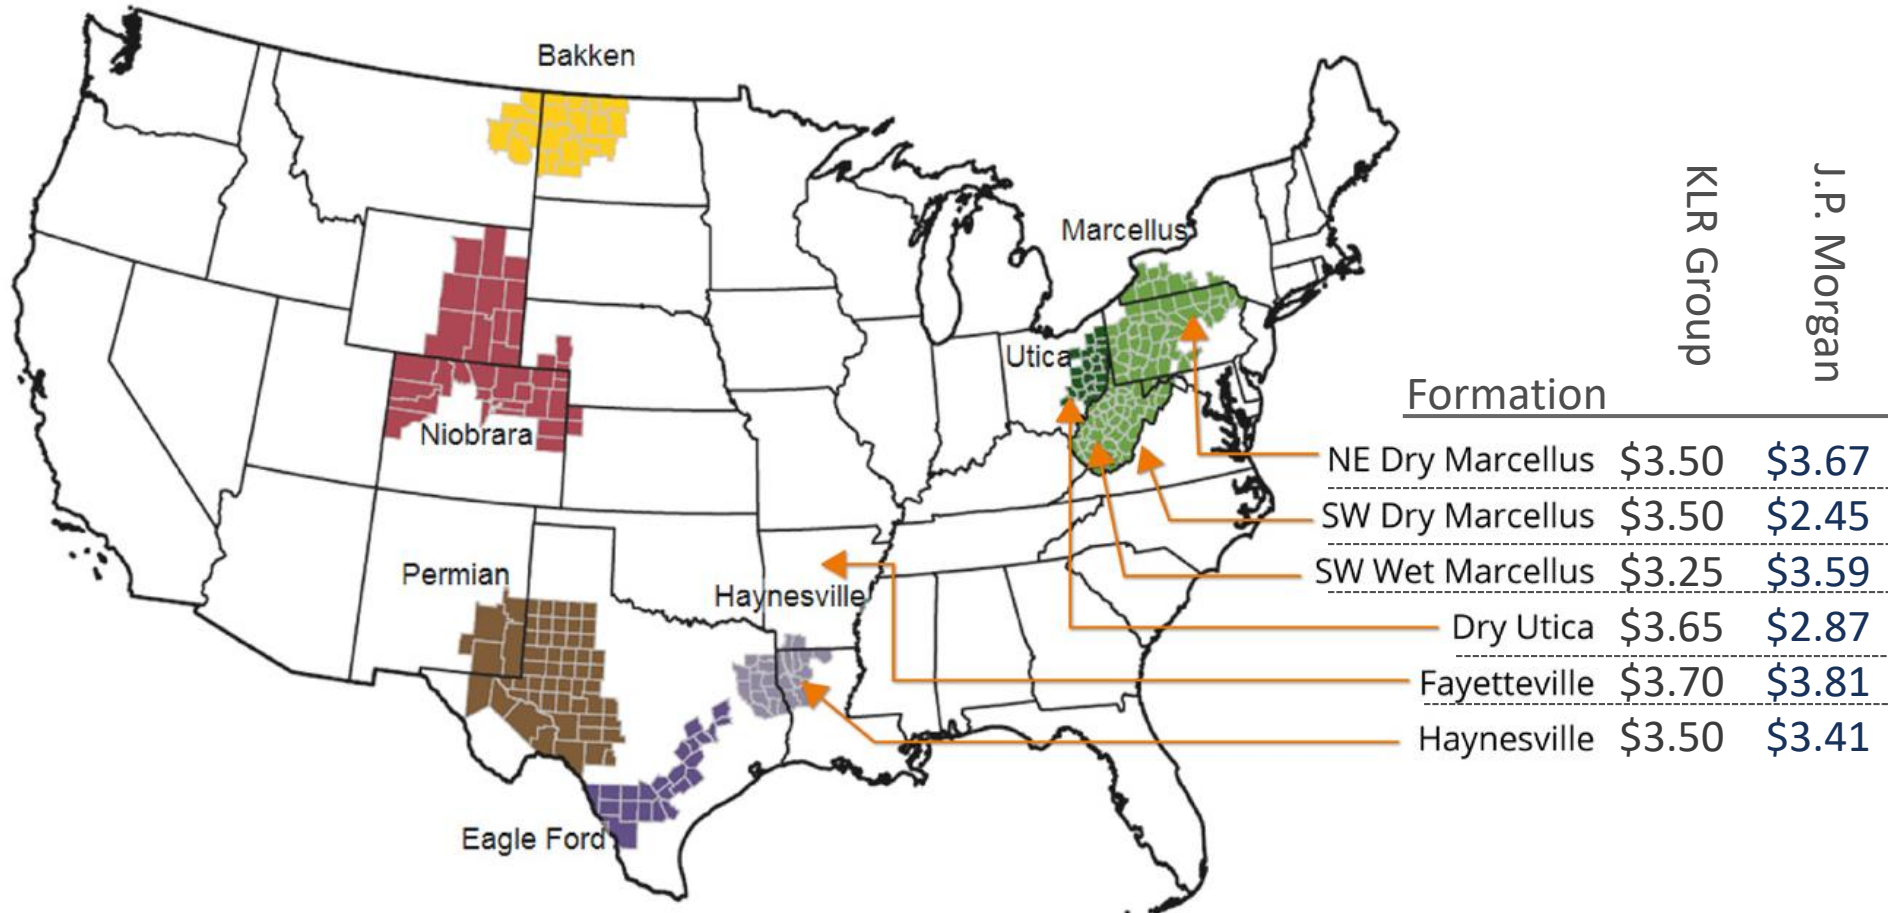 Bakken
Marcellus
Utica
Niobrara
Permian
Haynesville
Eagle Ford
KLR Group
J.P. Morgan
Formation
NE Dry Marcellus $3.50 $3.67
SW Dry Marcellus $3.50 $2.45
SW Wet Marcellus $3.25 $3.59
Dry Utica $3.65 $2.87
Fayetteville $3.70 $3.81
Haynesville $3.50 $3.41